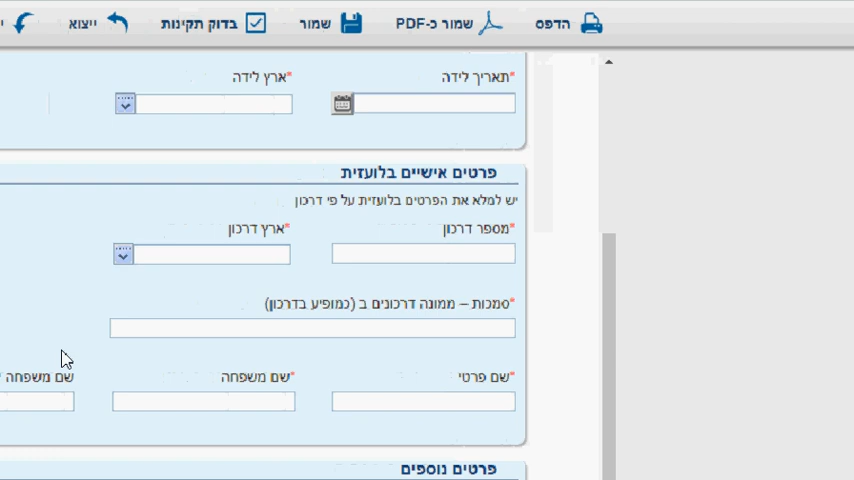 הדפס שמור כ-PDF שמור בדוק תקינות ייצוא
*תאריך לידה *ארץ לידה
פרטים אישיים בלועזית
יש למלא את הפרטים בלועזית על פי דרכון
*מספר דרכון *ארץ דרכון
*סמכות – ממונה דרכונים ב (כמופיע בדרכון)
*שם פרטי *שם משפחה שם משפחה
פרטים נוספים